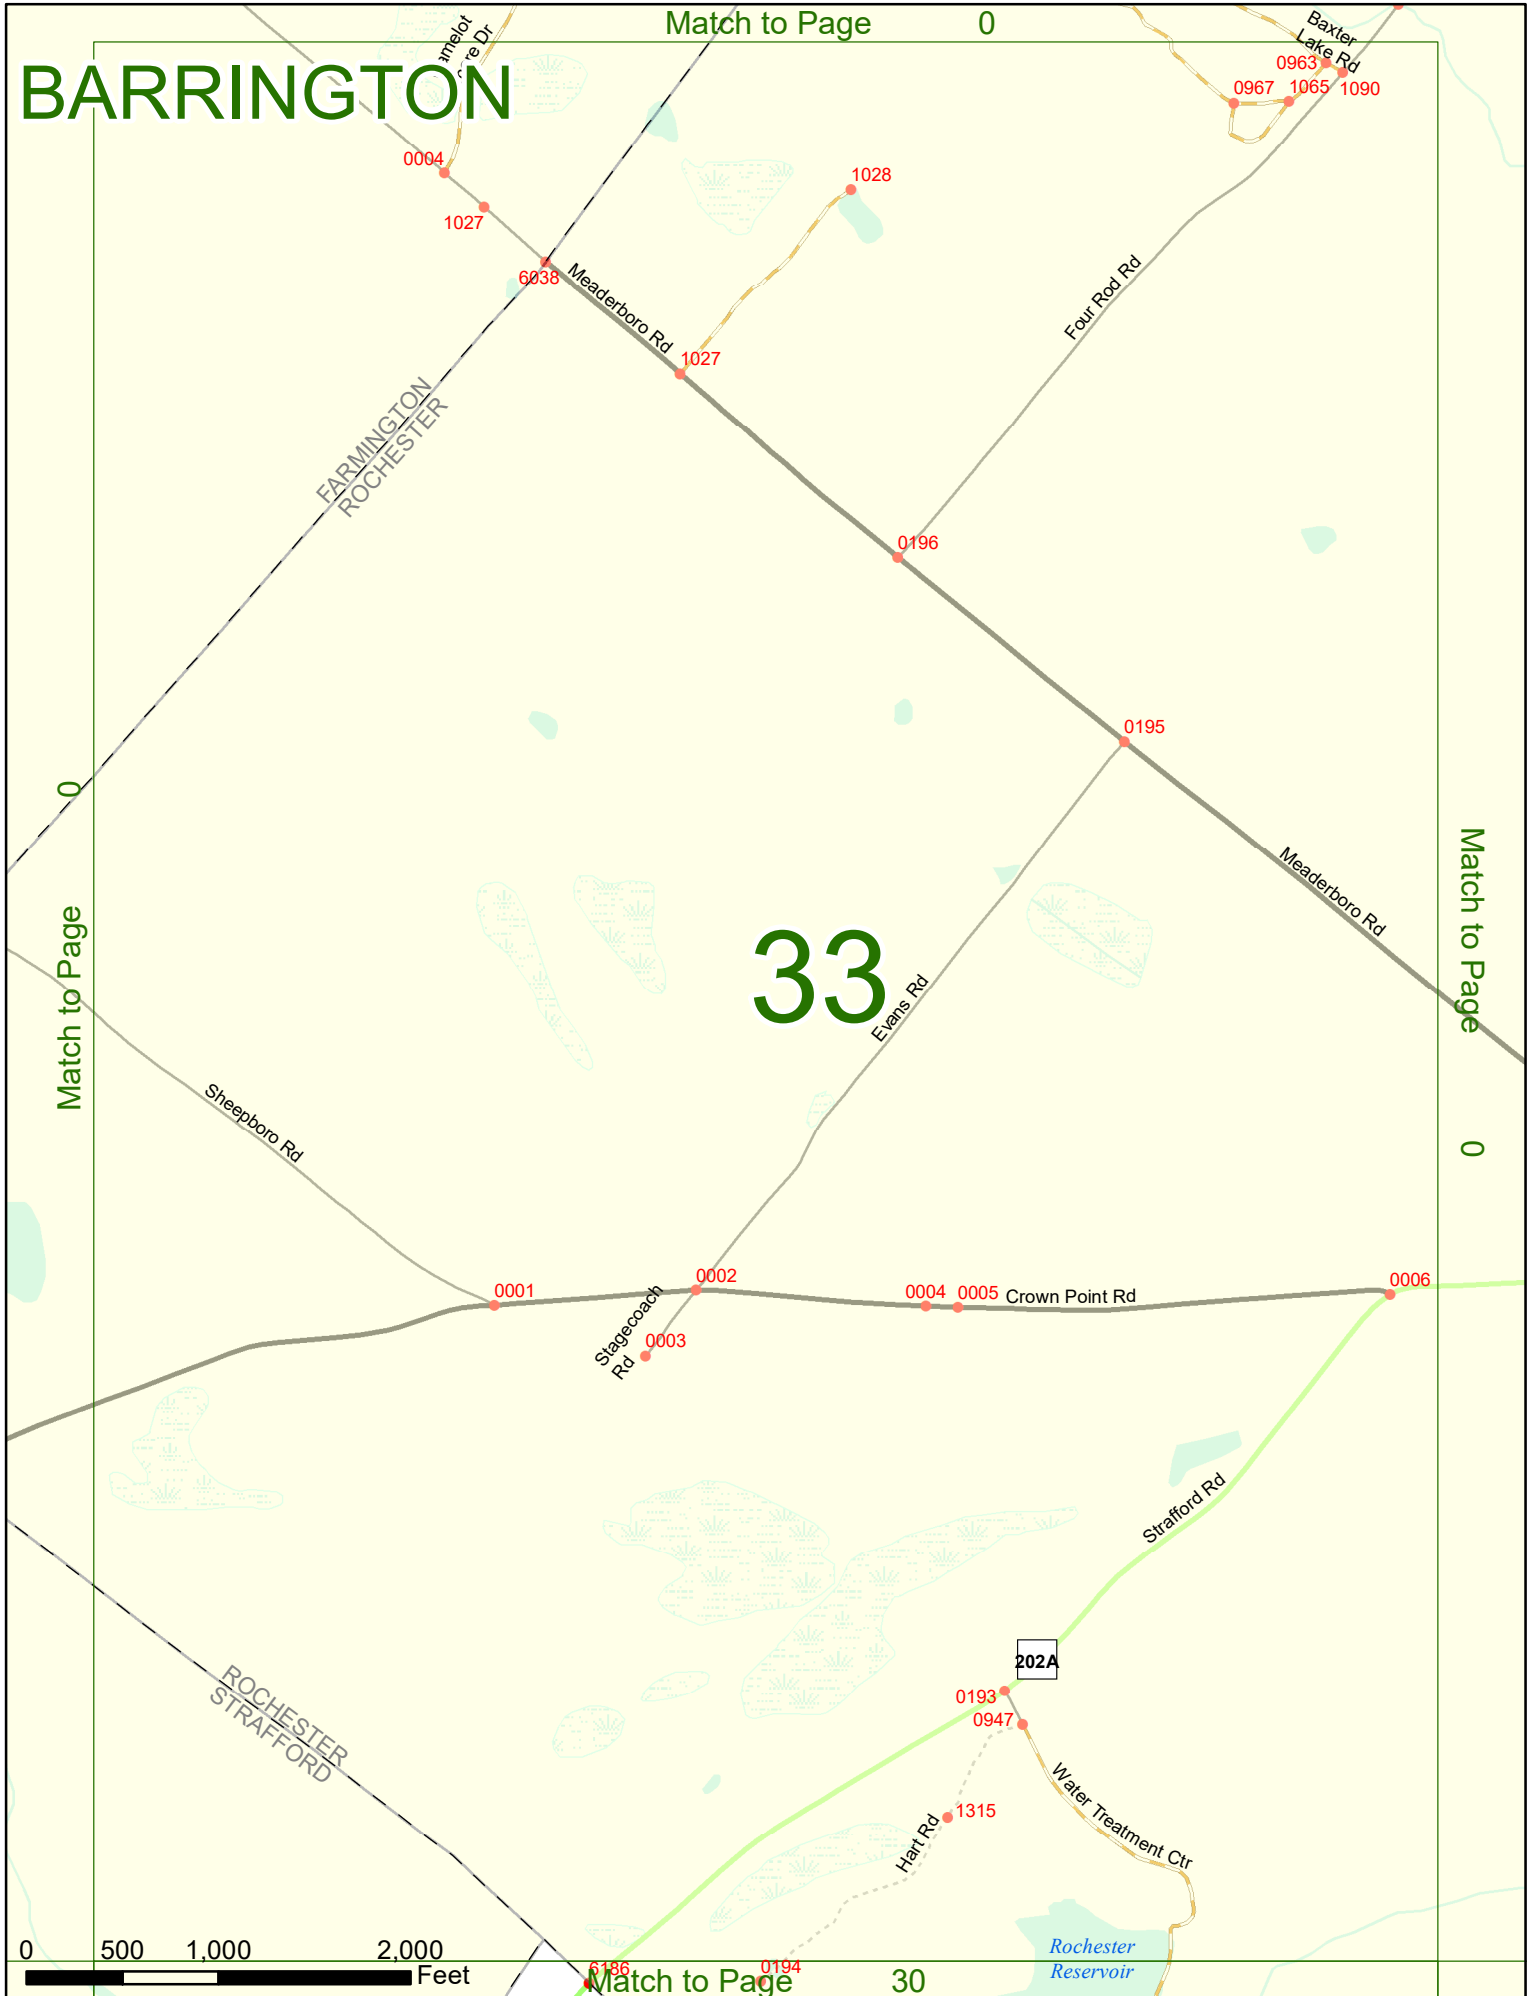 Match to Page 0
BARRINGTON
Baxter
Lake Rd
0963
0967
1065
1090
0004
1027
1028
6038
Meaderboro Rd
1027
Four Rod Rd
FARMINGTON
ROCHESTER
0196
0195
Match to Page 0
Meaderboro Rd
Match to Page 0
33
Evans Rd
Sheepboro Rd
0001
0002
0004
0005
Crown Point Rd
0006
Stagecoach
Rd
0003
Strafford Rd
202A
ROCHESTER
STRAFFORD
0193
0947
Water Treatment Ctr
1315
Hart Rd
Rochester
Reservoir
0 500 1,000 2,000
Feet
6186
0194
Match to Page 30